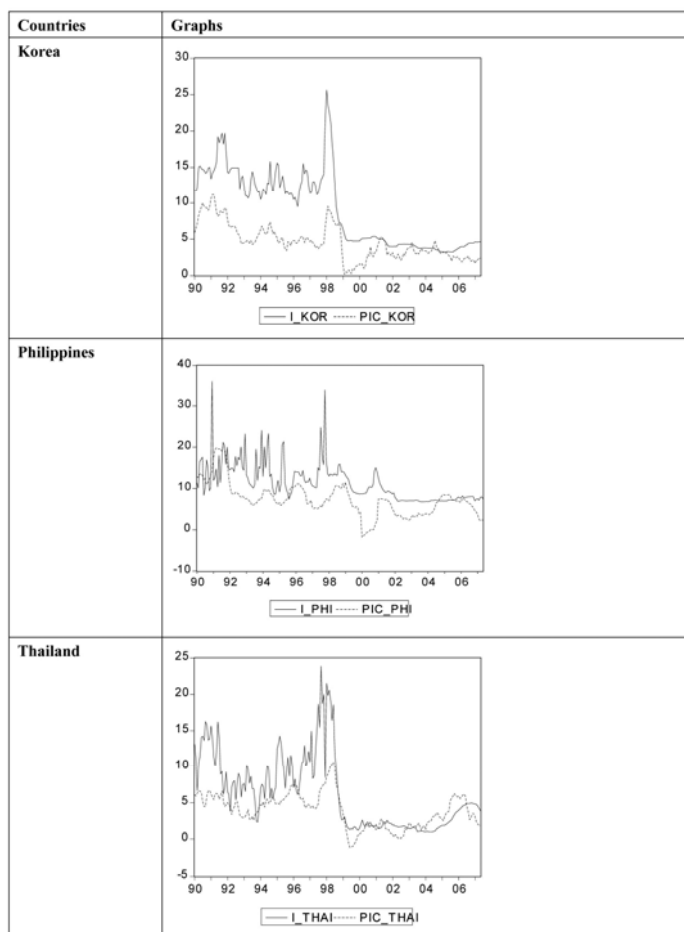 Countries Graphs
Korea
30
25
20
15
10
5
0
90 92 94 96 98 00 02 04 06
I_KOR PIC_KOR
Philippines
40
30
20
10
0
-10
90 92 94 96 98 00 02 04 06
I_PHI PIC_PHI
Thailand
25
20
15
10
5
0
-5
90 92 94 96 98 00 02 04 06
I_THAI PIC_THAI